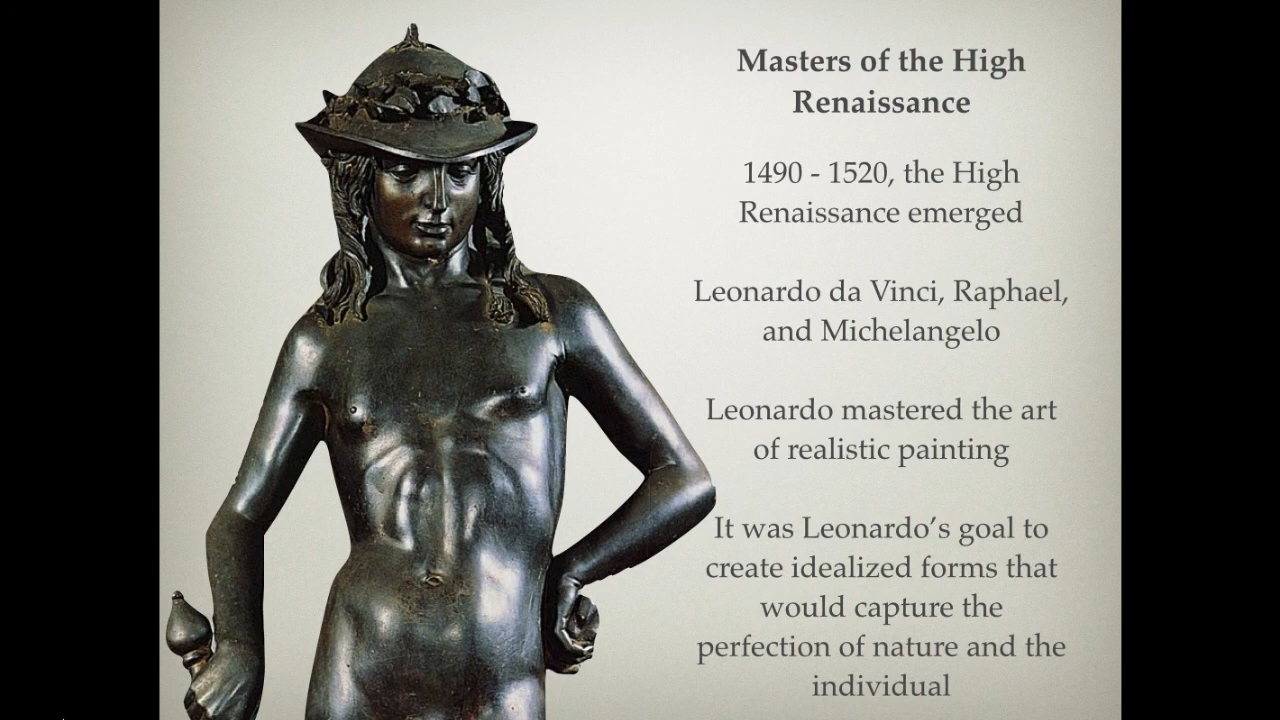 Masters of the High
Renaissance
1490 - 1520, the High
Renaissance emerged
Leonardo da Vinci, Raphael,
and Michelangelo
Leonardo mastered the art
of realistic painting
It was Leonardo’s goal to
create idealized forms that
would capture the
perfection of nature and the
individual